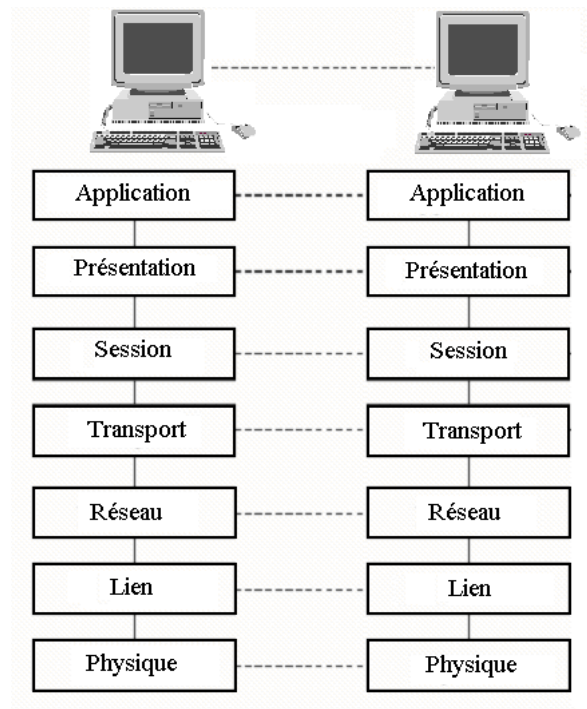 Application Application
Présentation Présentation
Session Session
Transport Transport
Réseau Réseau
Lien Lien
Physique Physique